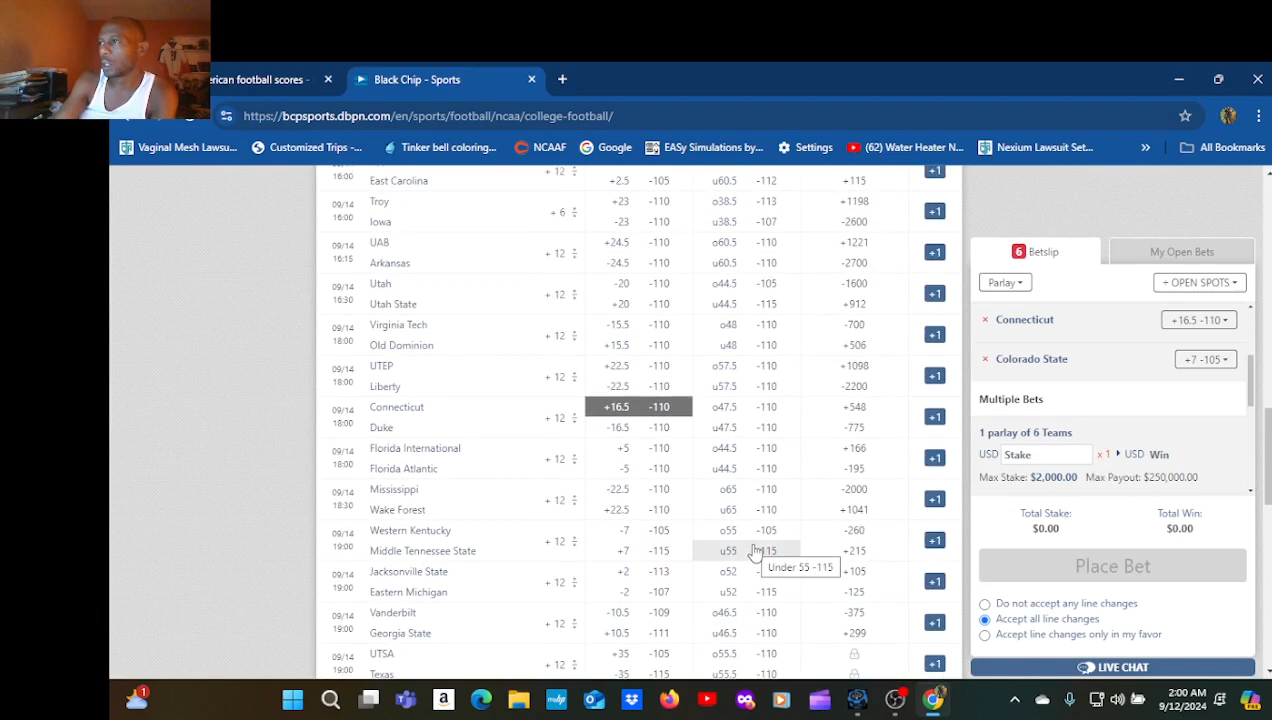 rican football scores - ×
Black Chip - Sports ×
https://bcpsports.dbpn.com/en/sports/football/ncaa/college-football/
Vaginal Mesh Lawsu... Customized Trips -... Tinker bell coloring... NCAAF Google EASy Simulations by... Settings (62) Water Heater N... Nexium Lawsuit Set... » All Bookmarks
16:00 + 12
East Carolina +2.5 -105 u60.5 -112 +115 +1
Troy +23 -110 o38.5 -113 +1198
09/14 16:00 + 6 +1
Iowa -23 -110 u38.5 -107 -2600
UAB +24.5 -110 o60.5 -110 +1221
09/14 16:15 + 12 +1
Arkansas -24.5 -110 u60.5 -110 -2700
Utah -20 -110 o44.5 -105 -1600
09/14 16:30 + 12 +1
Utah State +20 -110 u44.5 -115 +912
Virginia Tech -15.5 -110 o48 -110 -700
09/14 18:00 + 12 +1
Old Dominion +15.5 -110 u48 -110 +506
UTEP +22.5 -110 o57.5 -110 +1098
09/14 18:00 + 12 +1
Liberty -22.5 -110 u57.5 -110 -2200
Connecticut +16.5 -110 o47.5 -110 +548
09/14 18:00 + 12 +1
Duke -16.5 -110 u47.5 -110 -775
Florida International +5 -110 o44.5 -110 +166
09/14 18:00 + 12 +1
Florida Atlantic -5 -110 u44.5 -110 -195
Mississippi -22.5 -110 o65 -110 -2000
09/14 18:30 + 12 +1
Wake Forest +22.5 -110 u65 -110 +1041
Western Kentucky -7 -105 o55 -105 -260
09/14 19:00 + 12 +1
Middle Tennessee State +7 -115 u55 -115 +215
Under 55 -115
Jacksonville State +2 -113 o52 +105
09/14 19:00 + 12 +1
Eastern Michigan -2 -107 u52 -115 -125
Vanderbilt -10.5 -109 o46.5 -110 -375
09/14 19:00 + 12 +1
Georgia State +10.5 -111 u46.5 -110 +299
UTSA +35 -105 o55.5 -110
09/14 19:00 + 12 +1
Texas -35 -115 u55.5 -110
6 Betslip My Open Bets
Parlay + OPEN SPOTS
× Connecticut +16.5 -110
× Colorado State +7 -105
Multiple Bets
1 parlay of 6 Teams
USD Stake x 1 USD Win
Max Stake: $2,000.00 Max Payout: $250,000.00
Total Stake: Total Win:
$0.00 $0.00
Place Bet
Do not accept any line changes
Accept all line changes
Accept line changes only in my favor
LIVE CHAT
1
2:00 AM
9/12/2024